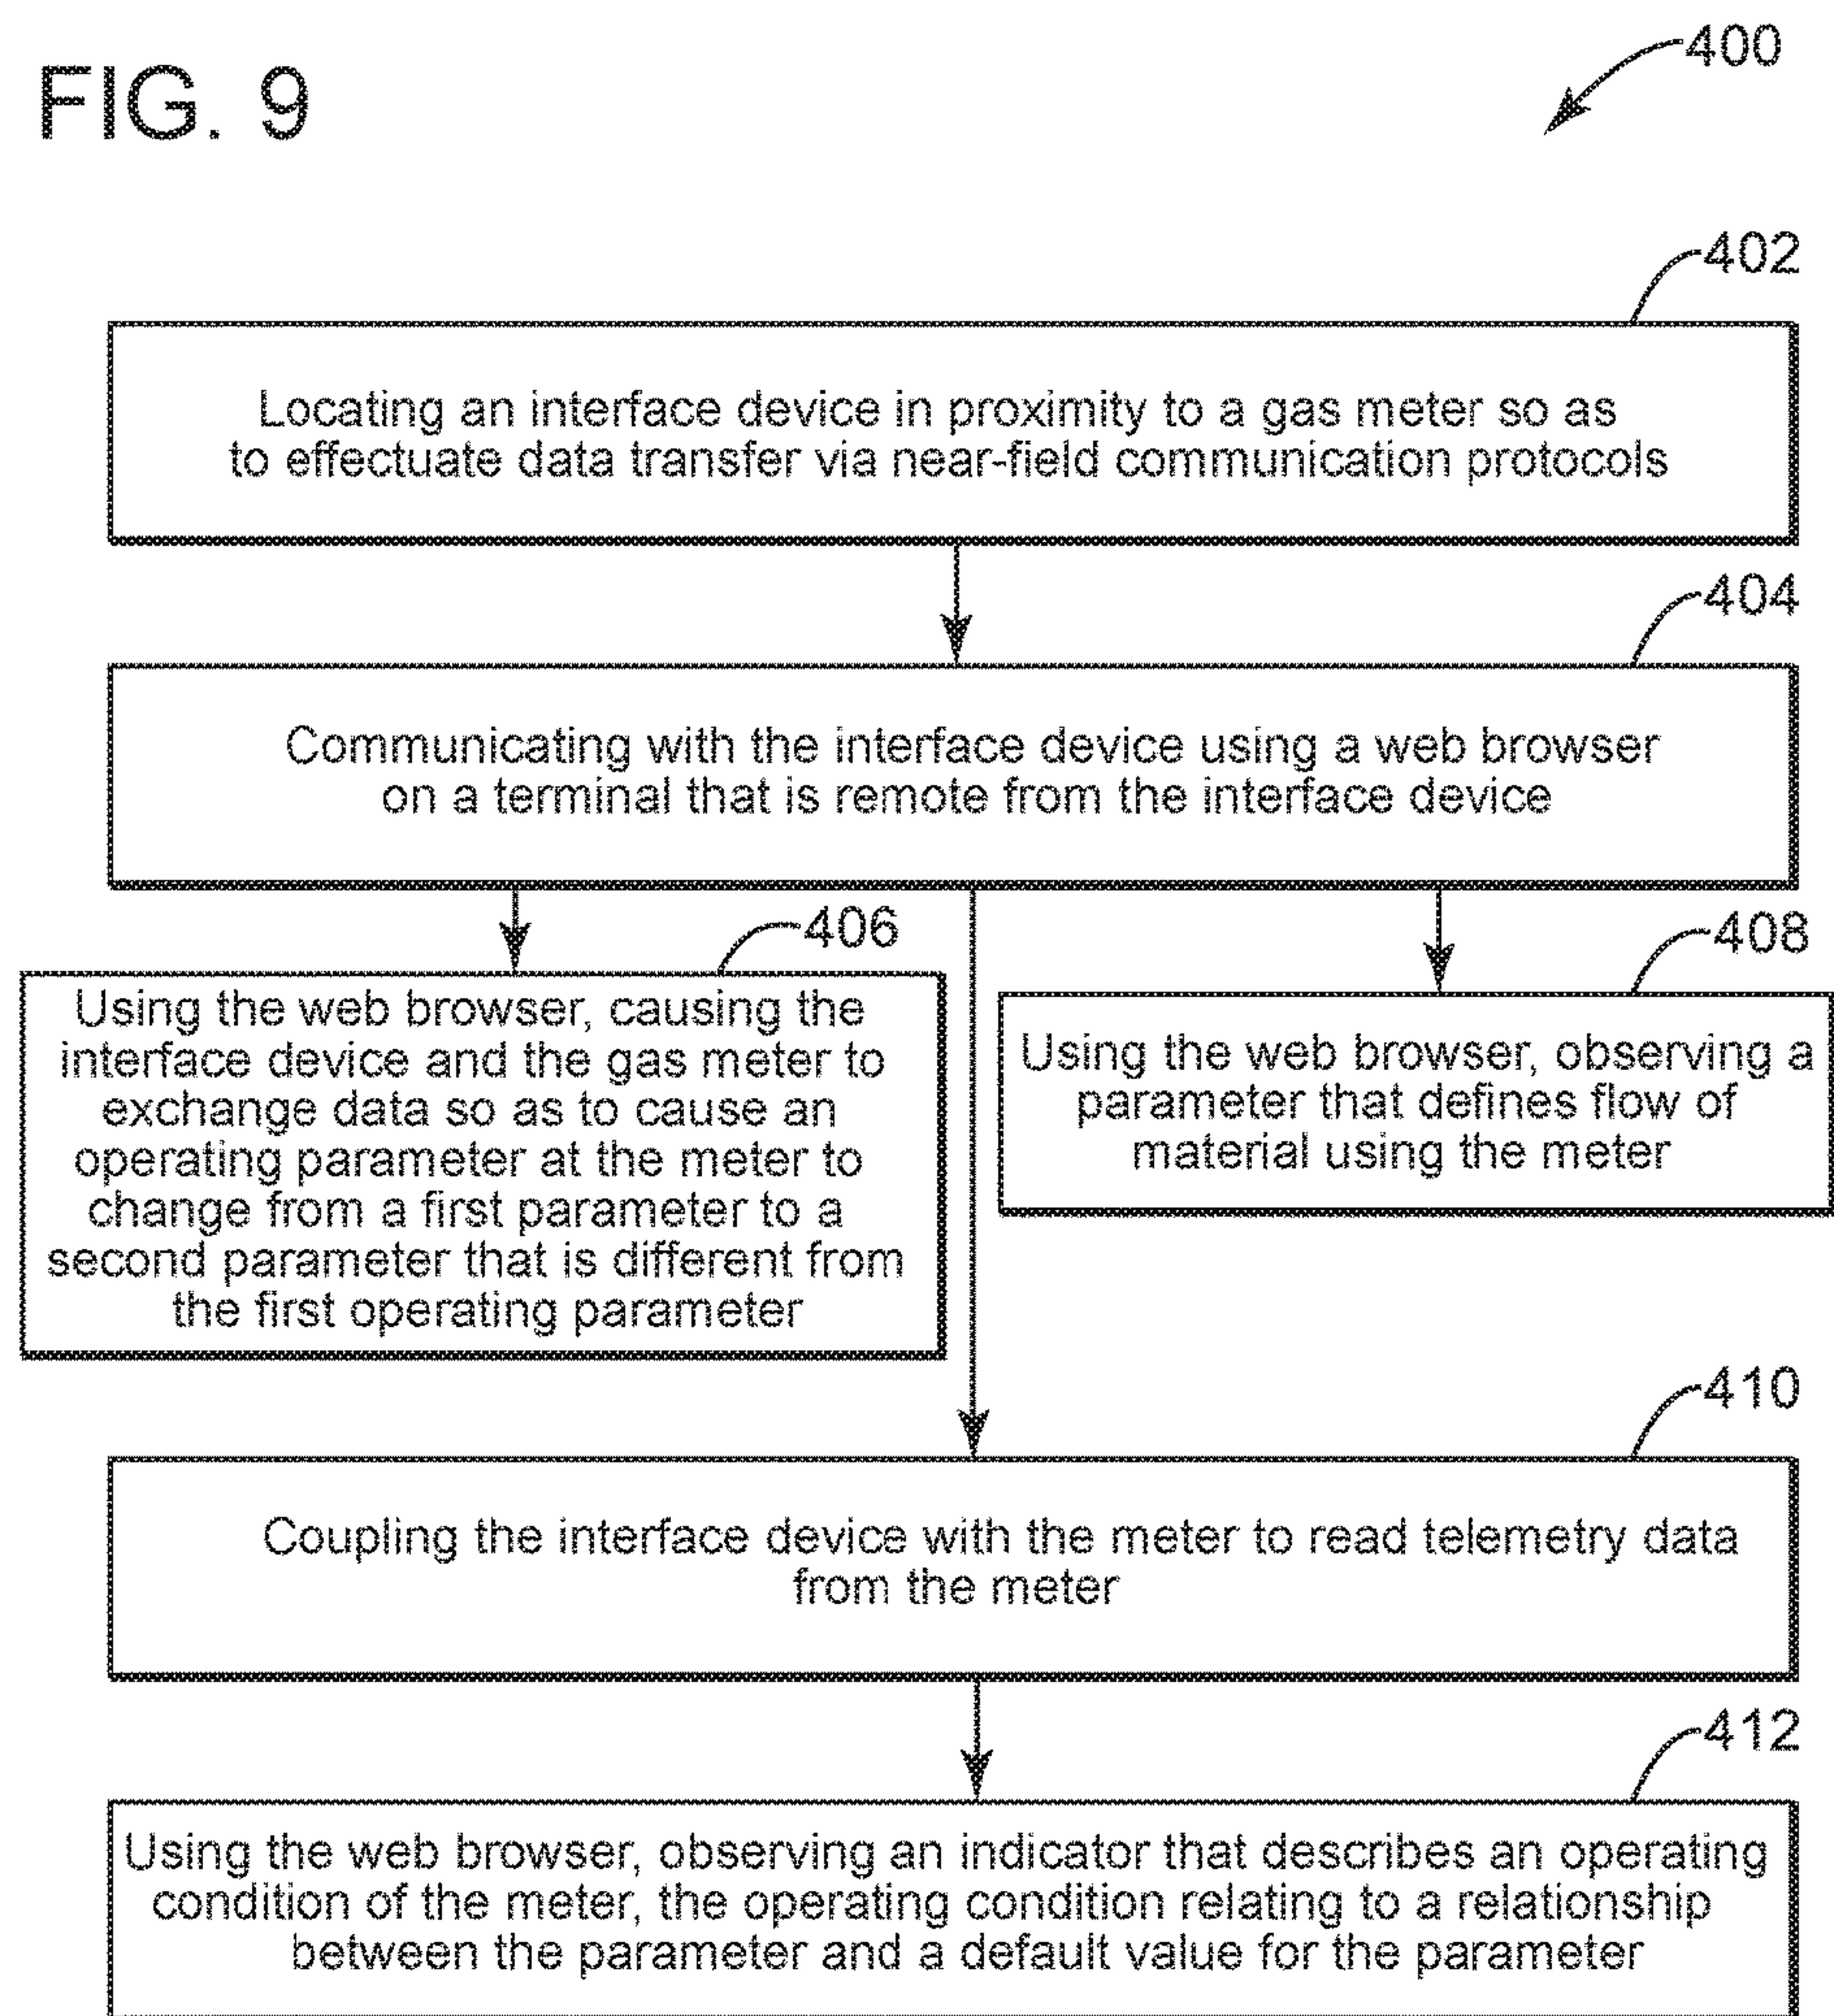 FIG. 9
400
402
Locating an interface device in proximity to a gas meter so as
to effectuate data transfer via near-field communication protocols
404
Communicating with the interface device using a web browser
on a terminal that is remote from the interface device
406
Using the web browser, causing the
interface device and the gas meter to
exchange data so as to cause an
operating parameter at the meter to
change from a first parameter to a
second parameter that is different from
the first operating parameter
408
Using the web browser, observing a
parameter that defines flow of
material using the meter
410
Coupling the interface device with the meter to read telemetry data
from the meter
412
Using the web browser, observing an indicator that describes an operating
condition of the meter, the operating condition relating to a relationship
between the parameter and a default value for the parameter